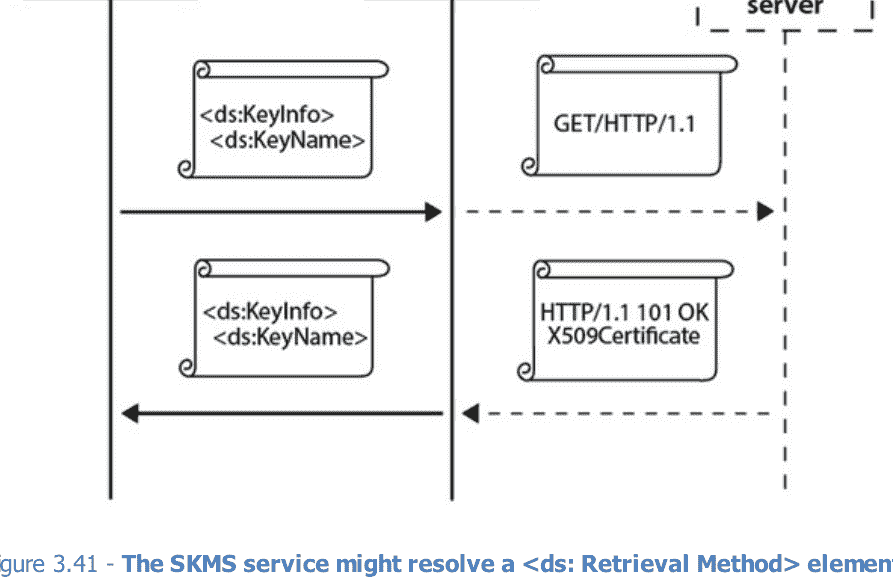 server
<ds:KeyInfo>
<ds:KeyName>
GET/HTTP/1.1
<ds:KeyInfo>
<ds:KeyName>
HTTP/1.1 101 OK
X509Certificate
gure 3.41 - The SKMS service might resolve a <ds: Retrieval Method> elemen